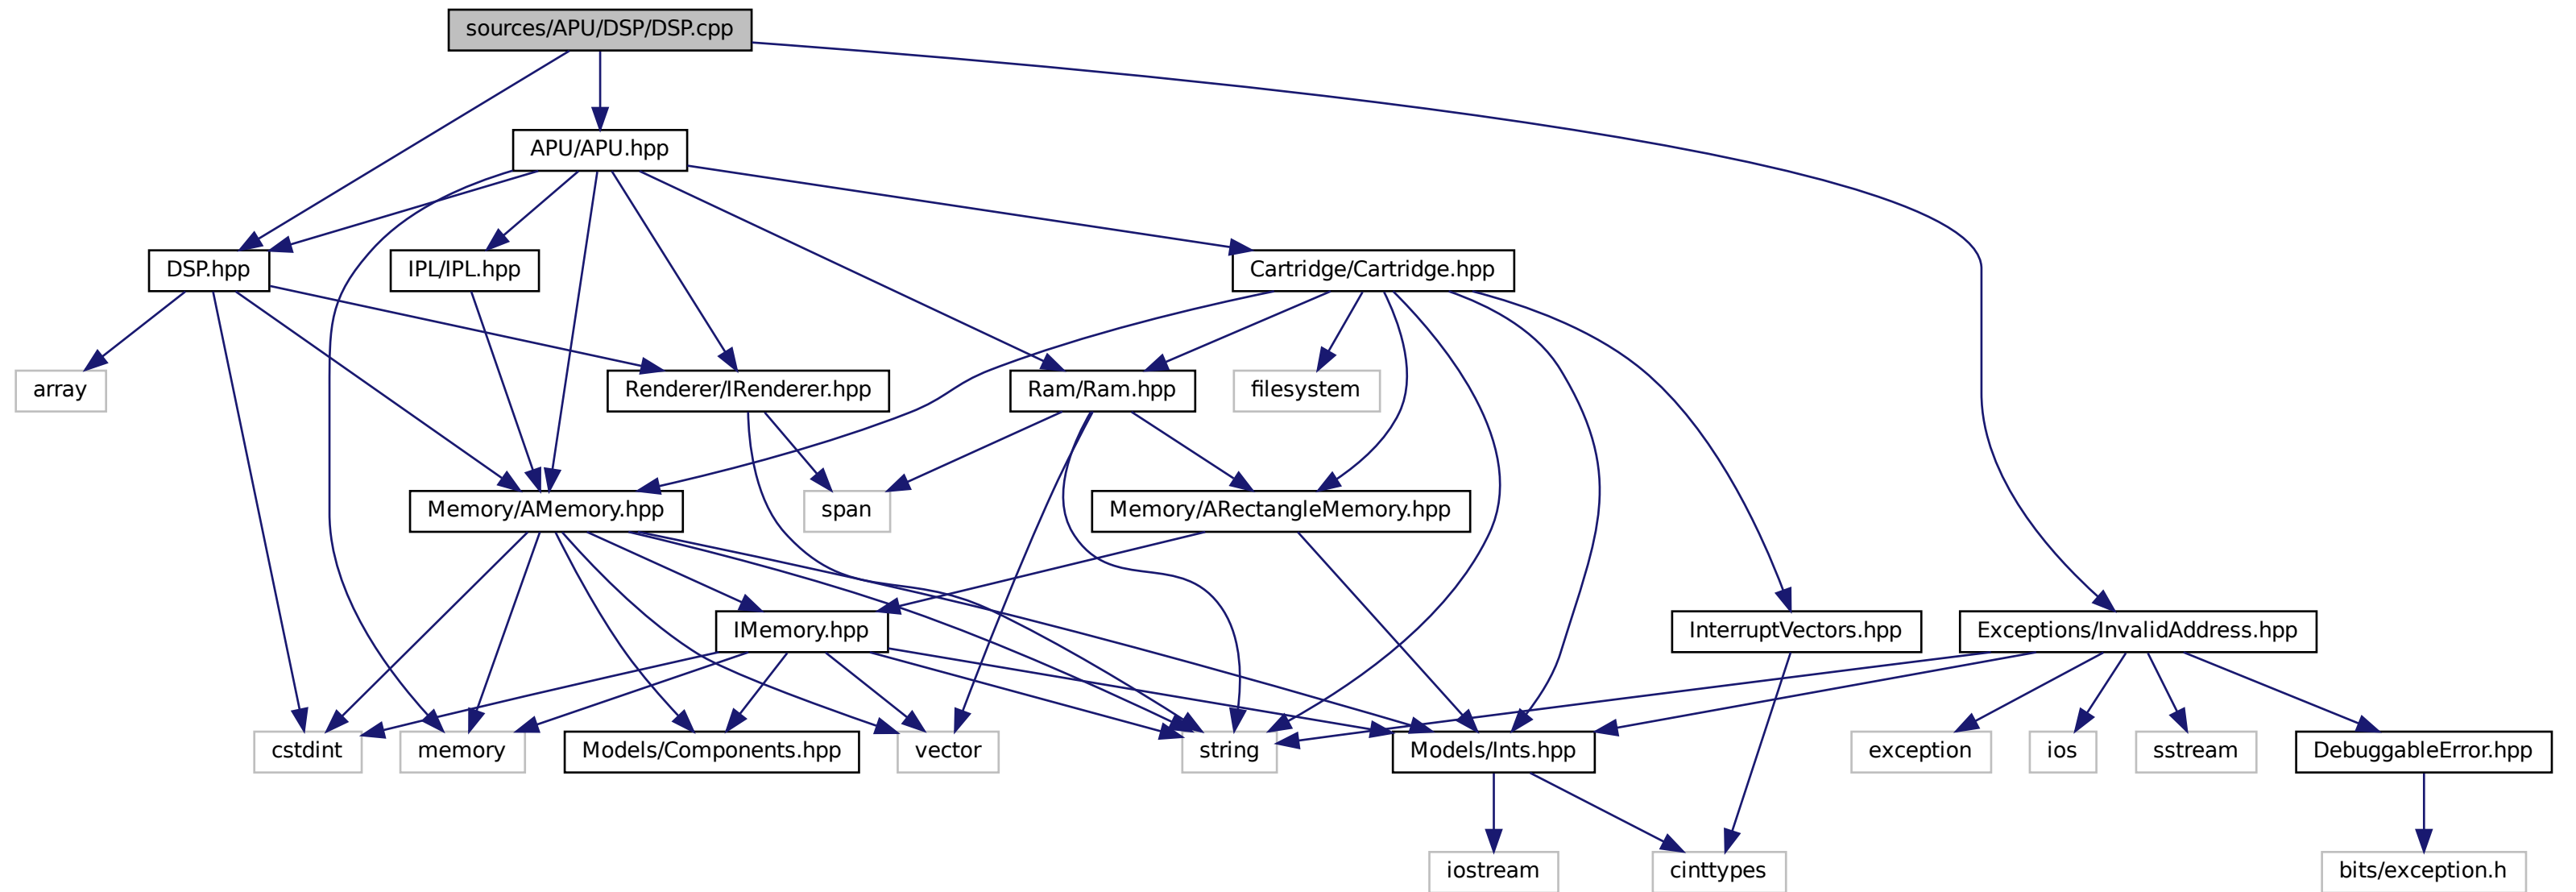 sources/APU/DSP/DSP.cpp
APU/APU.hpp
DSP.hpp
IPL/IPL.hpp
Cartridge/Cartridge.hpp
array
Renderer/IRenderer.hpp
Ram/Ram.hpp
filesystem
Memory/AMemory.hpp
span
Memory/ARectangleMemory.hpp
IMemory.hpp
InterruptVectors.hpp
Exceptions/InvalidAddress.hpp
cstdint
memory
Models/Components.hpp
vector
string
Models/Ints.hpp
exception
ios
sstream
DebuggableError.hpp
iostream
cinttypes
bits/exception.h